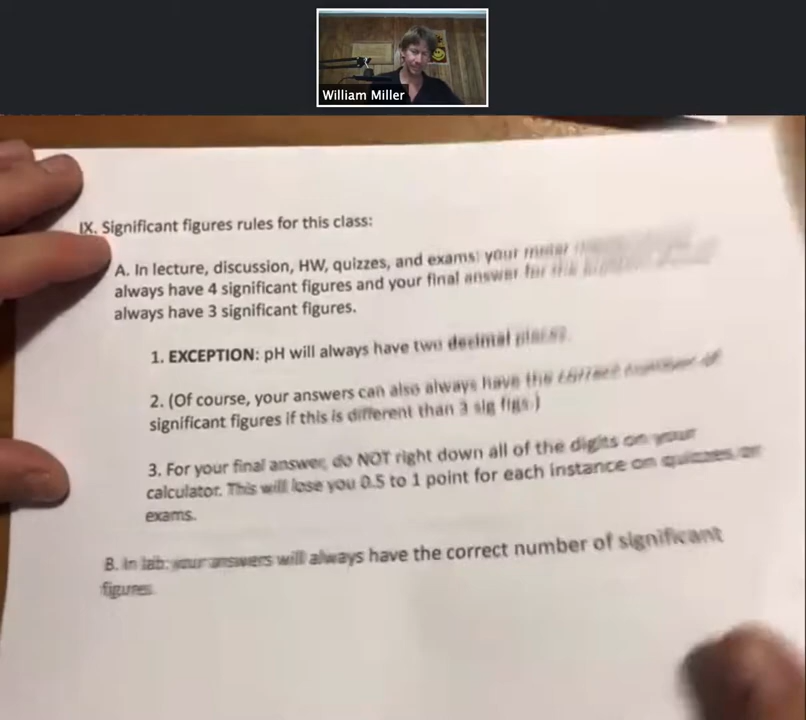 William Miller
IX. Significant figures rules for this class:
A. In lecture, discussion, HW, quizzes, and exams: your
always have 4 significant figures and your final answer for the
always have 3 significant figures.
1. EXCEPTION: pH will always have two decimal places.
2. (Of course, your answers can also always have the correct number of
significant figures if this is different than 3 sig figs.)
3. For your final answer, do NOT right down all of the digits on your
calculator. This will lose you 0.5 to 1 point for each instance on quizzes or
exams.
B. In lab: your answers will always have the correct number of significant
figures.